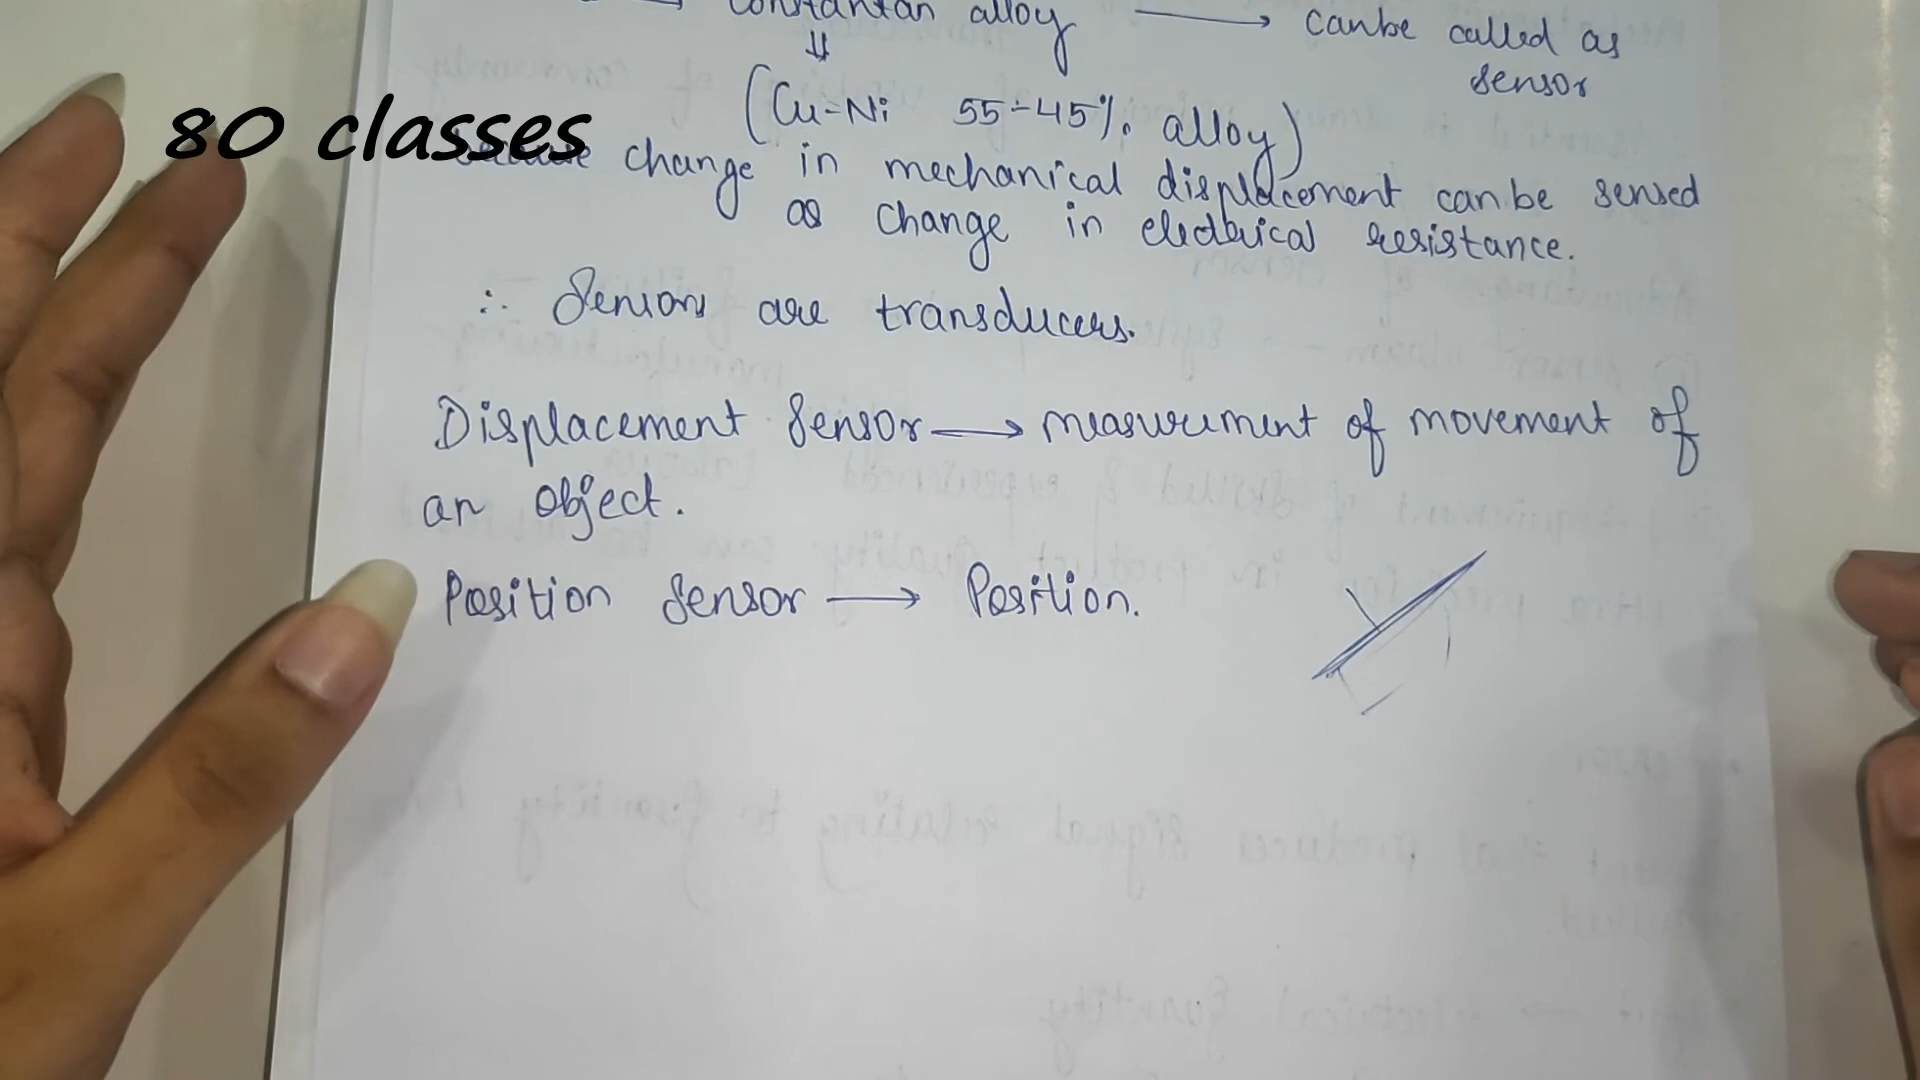 constantan alloy → can be called as
sensor
⇓
(Cu-Ni 55-45% alloy)
80 classes
change in mechanical displacement can be sensed
as change in electrical resistance.
∴ Sensors are transducers.
Displacement Sensor → measurement of movement of
an object.
Position Sensor → Position.